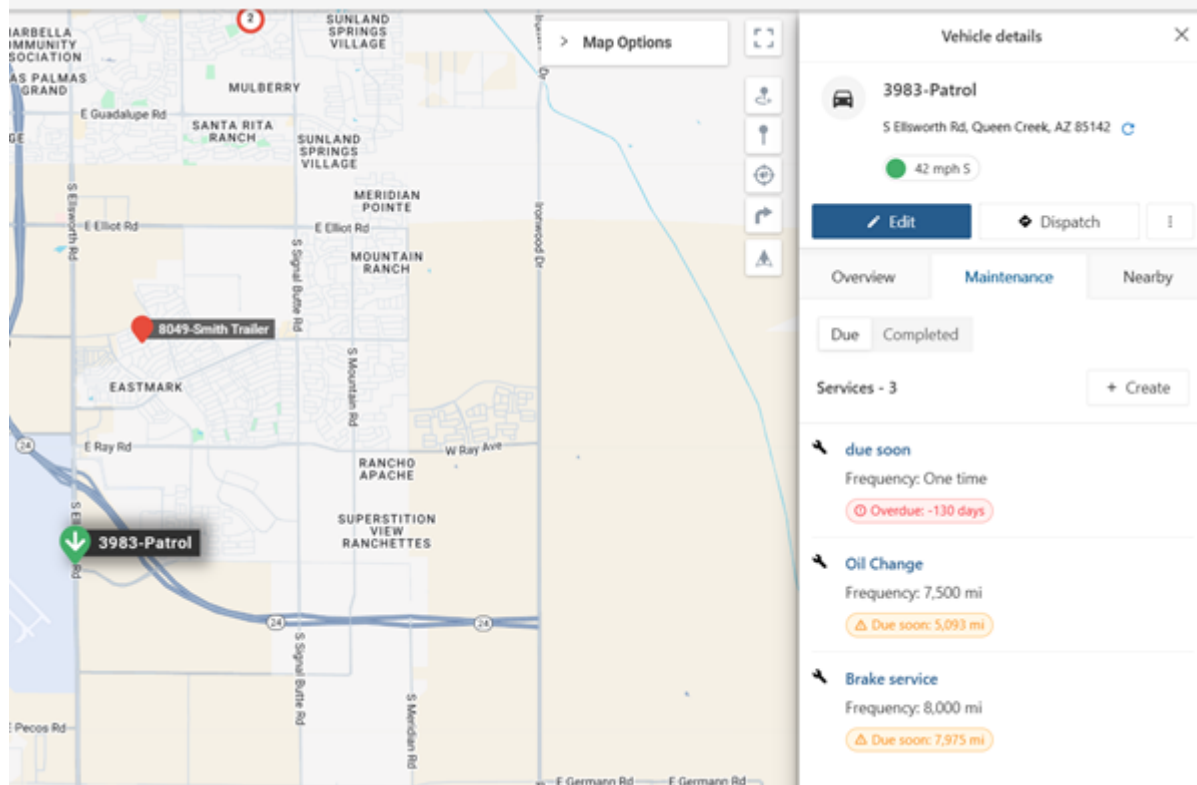 MARBELLA
COMMUNITY
ASSOCIATION
LAS PALMAS
GRAND
2
SUNLAND
SPRINGS
VILLAGE
MULBERRY
E Guadalupe Rd
SANTA RITA
RANCH
SUNLAND
SPRINGS
VILLAGE
MERIDIAN
POINTE
S Ellsworth Rd
E Elliot Rd
E Elliot Rd
Ironwood Dr
S Signal Butte Rd
MOUNTAIN
RANCH
8049-Smith Trailer
EASTMARK
S Mountain Rd
24
E Ray Rd
W Ray Ave
RANCHO
APACHE
SUPERSTITION
VIEW
RANCHETTES
3983-Patrol
24
24
S Signal Butte Rd
S Meridian Rd
E Pecos Rd
E Germann Rd
E Germann Rd
> Map Options
Vehicle details
3983-Patrol
S Ellsworth Rd, Queen Creek, AZ 85142
42 mph S
Edit
Dispatch
Overview
Maintenance
Nearby
Due
Completed
Services - 3
+ Create
due soon
Frequency: One time
Overdue: -130 days
Oil Change
Frequency: 7,500 mi
Due soon: 5,093 mi
Brake service
Frequency: 8,000 mi
Due soon: 7,975 mi